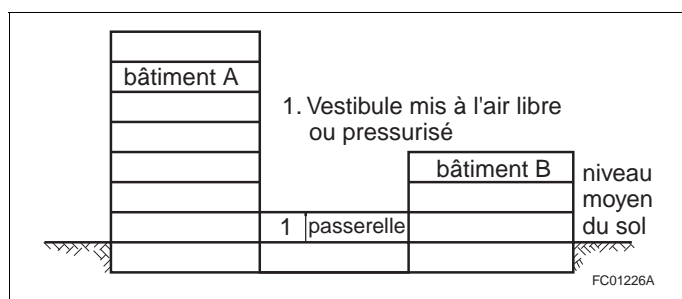 bâtiment A
1. Vestibule mis à l'air libre
ou pressurisé
bâtiment B
niveau
moyen
du sol
1
passerelle
FC01226A